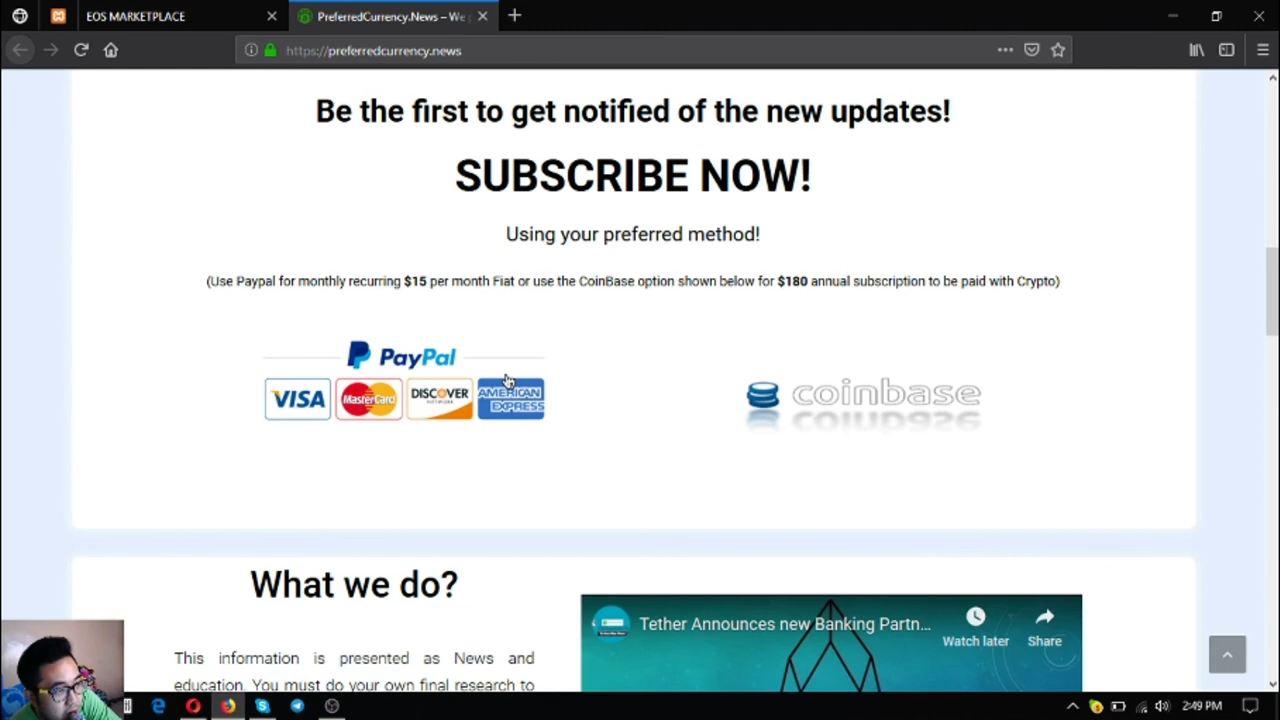 EOS MARKETPLACE
PreferredCurrency.News – We p
https://preferredcurrency.news
Be the first to get notified of the new updates!
SUBSCRIBE NOW!
Using your preferred method!
(Use Paypal for monthly recurring $15 per month Fiat or use the CoinBase option shown below for $180 annual subscription to be paid with Crypto)
PayPal
VISA MasterCard DISCOVER NETWORK AMERICAN EXPRESS
coinbase
What we do?
This information is presented as News and
education. You must do your own final research to
Tether Announces new Banking Partn...
Watch later
Share
2:49 PM